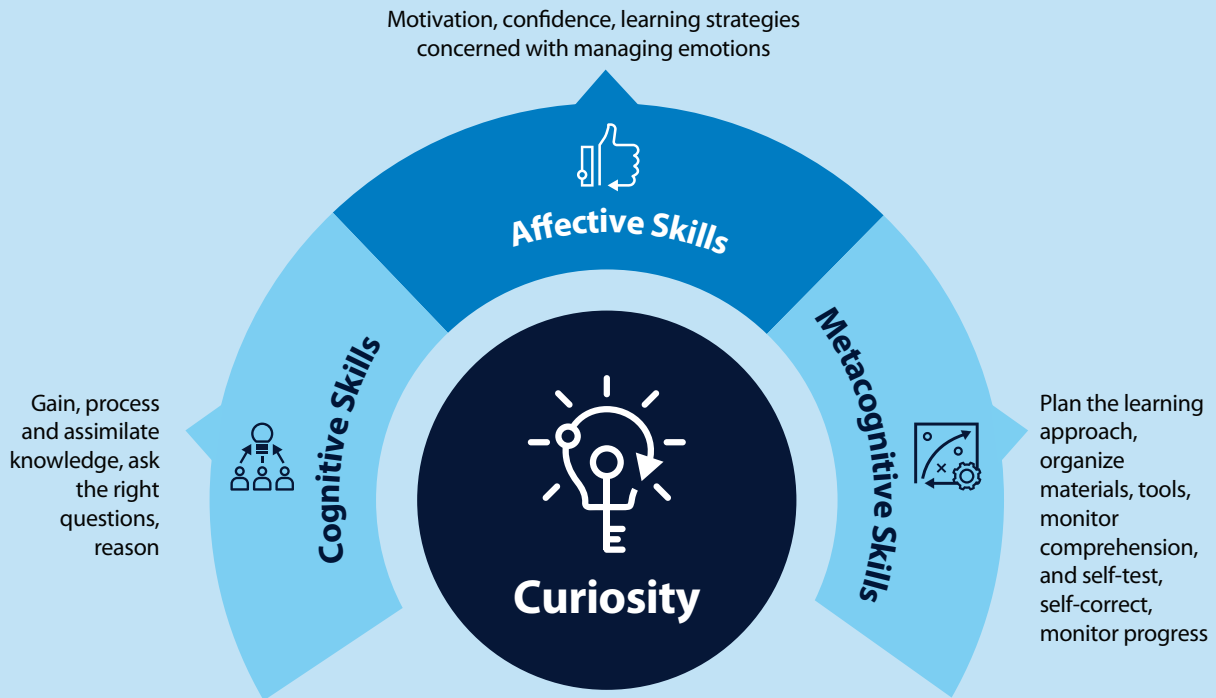 Motivation, confidence, learning strategies
concerned with managing emotions
Affective Skills
Cognitive Skills
Gain, process
and assimilate
knowledge, ask
the right
questions,
reason
Curiosity
Metacognitive Skills
Plan the learning
approach,
organize
materials, tools,
monitor
comprehension,
and self-test,
self-correct,
monitor progress